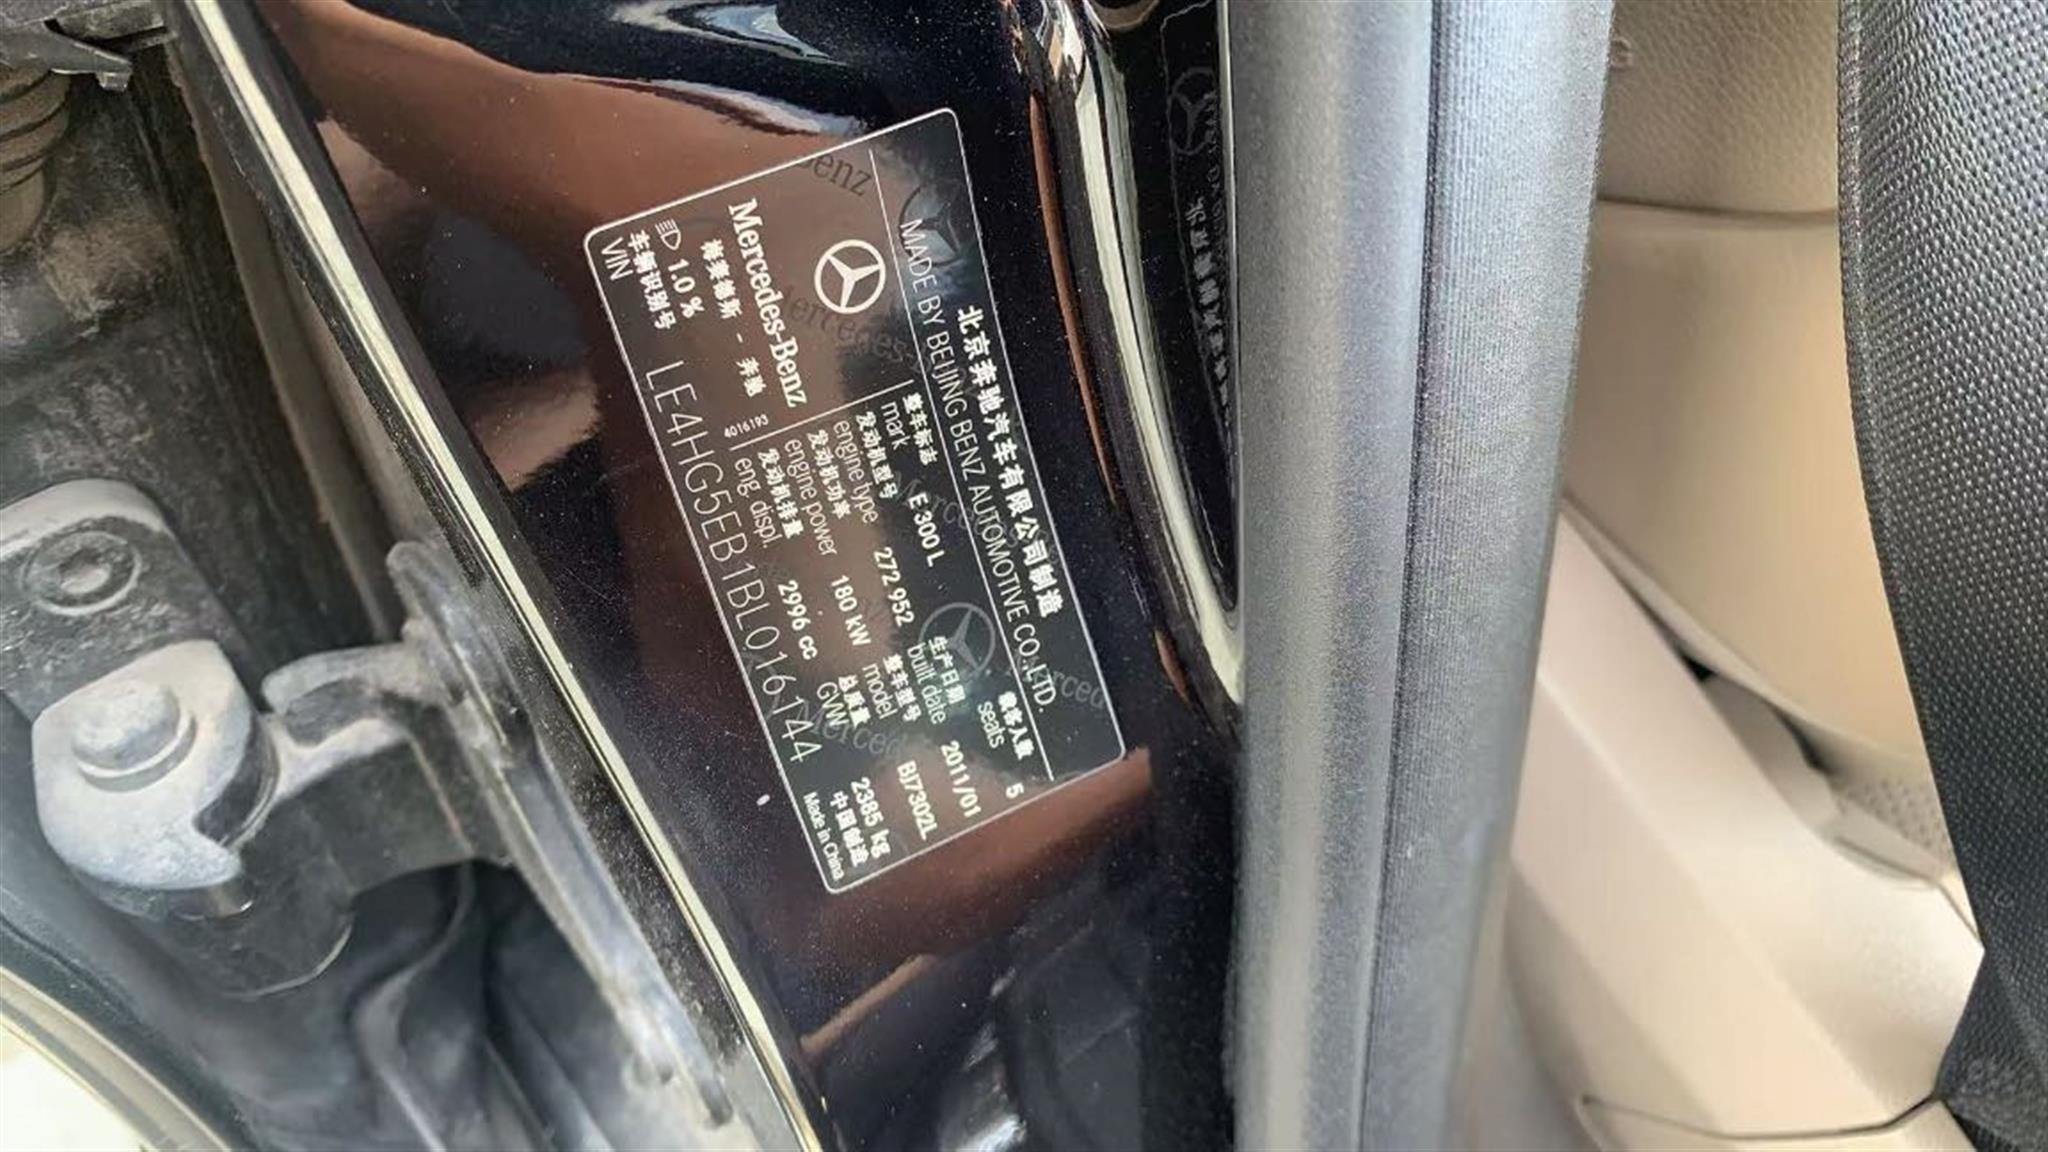 北京奔驰汽车有限公司制造
MADE BY BEIJING BENZ AUTOMOTIVE CO.,LTD.
Mercedes-Benz
梅赛德斯 - 奔驰
4016193
整车标志 mark E 300 L
乘客人数 seats 5
发动机型号 engine type 272 952
生产日期 built date 2011/01
发动机功率 engine power 180 kW
整车型号 model BJ7302L
发动机排量 eng. displ. 2996 cc
总质量 GVW 2385 kg
1.0 %
车辆识别号 VIN LE4HG5EB1BL016144
中国制造
Made in China